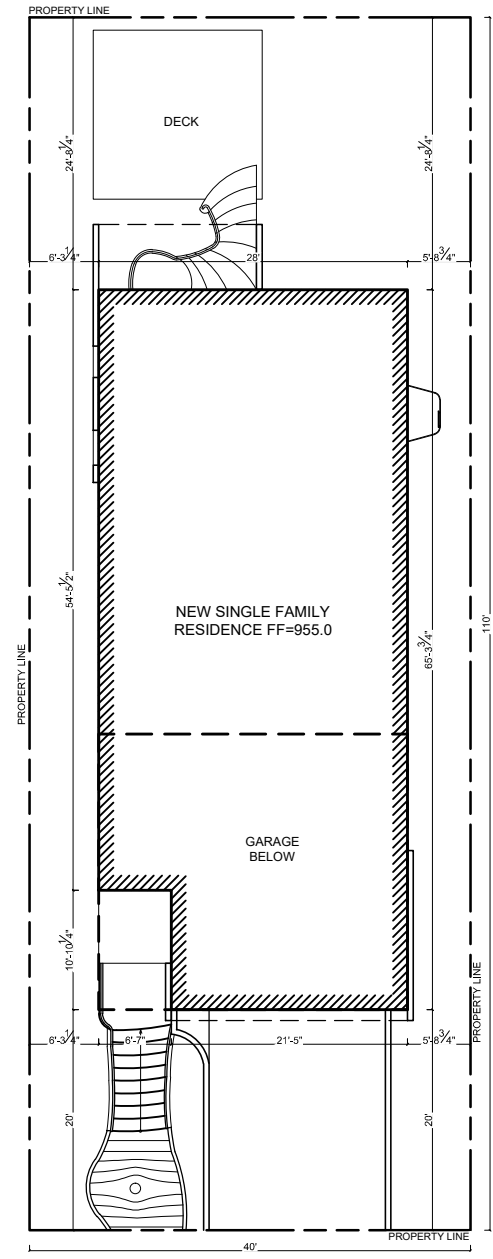 PROPERTY LINE
DECK
24'-8 1/4"
24'-8 1/4"
6'-3 1/4"
28'
5'-8 3/4"
NEW SINGLE FAMILY
RESIDENCE FF=955.0
54'-5 1/2"
65'-3 3/4"
110'
PROPERTY LINE
GARAGE
BELOW
10'-10 1/4"
PROPERTY LINE
6'-3 1/4"
6'-7"
21'-5"
5'-8 3/4"
20'
20'
PROPERTY LINE
40'